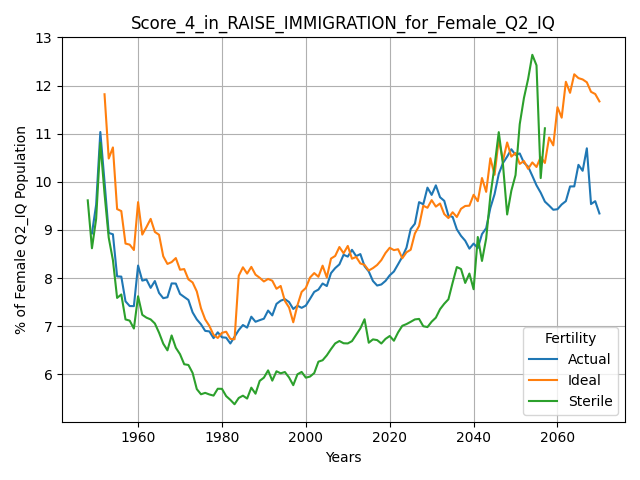 Score_4_in_RAISE_IMMIGRATION_for_Female_Q2_IQ
% of Female Q2_IQ Population
13
12
11
10
9
8
7
6
1960
1980
2000
2020
2040
2060
Years
Fertility
Actual
Ideal
Sterile